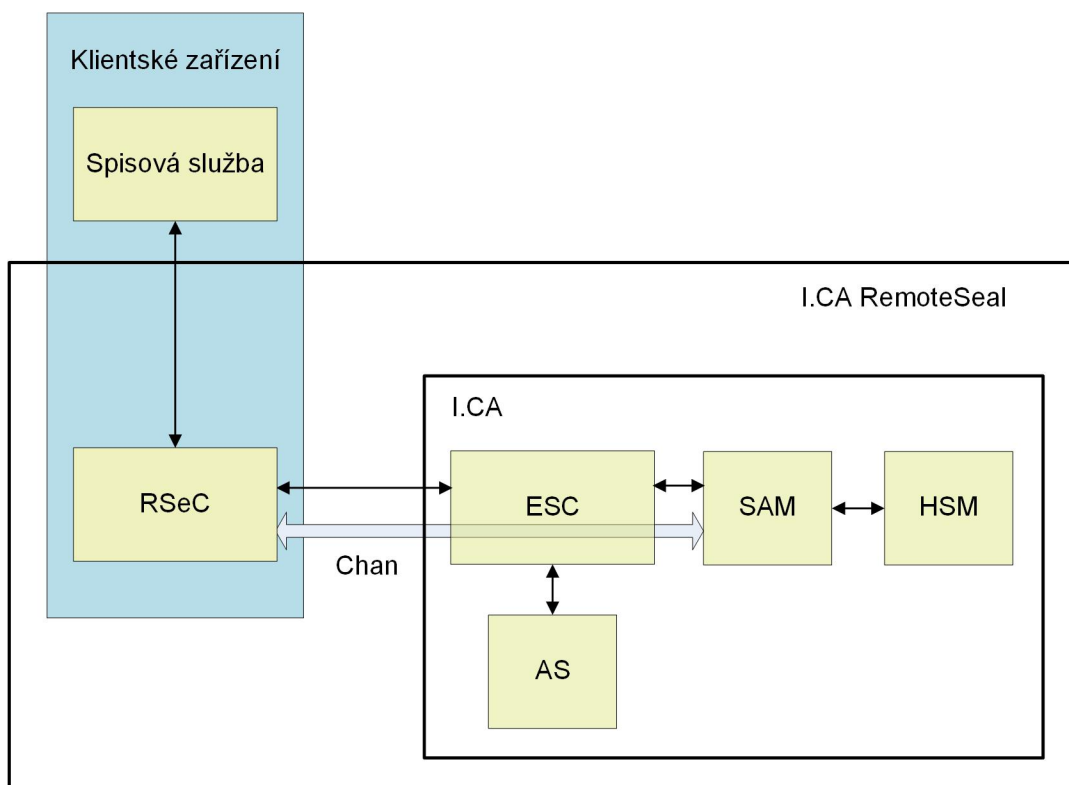 Klientské zařízení
Spisová služba
I.CA RemoteSeal
I.CA
RSeC
ESC
SAM
HSM
Chan
AS